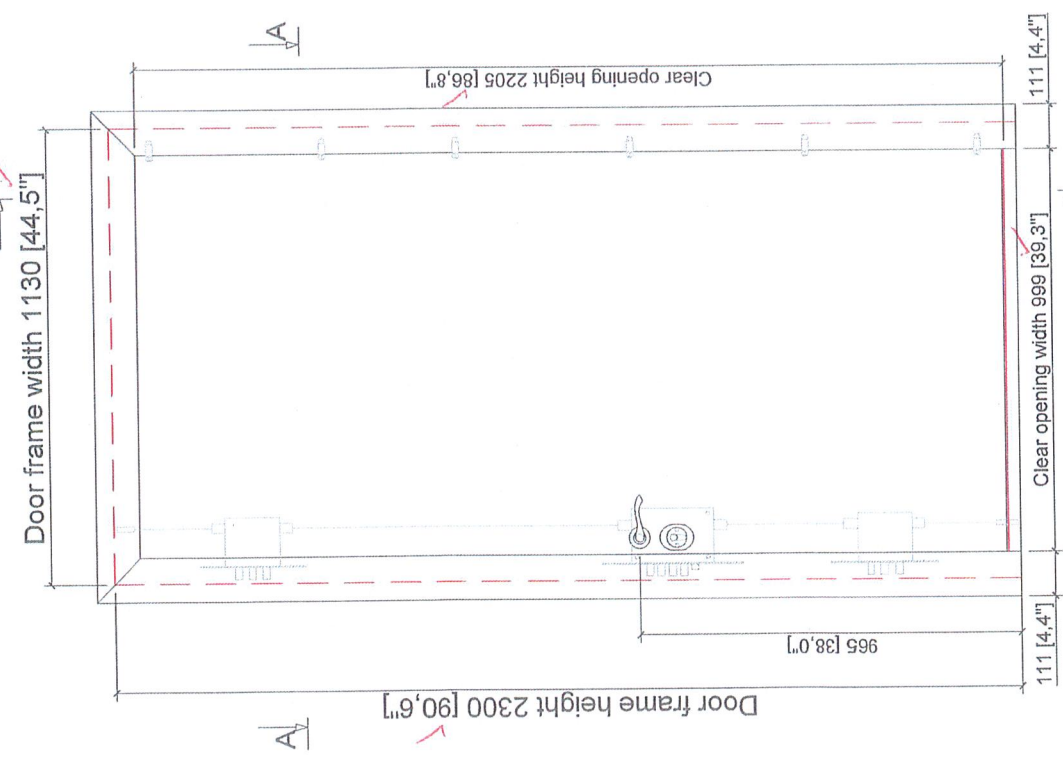 A
Clear opening height 2205 [86,8"]
111 [4,4"]
Door frame width 1130 [44,5"]
Clear opening width 999 [39,3"]
965 [38,0"]
111 [4,4"]
Door frame height 2300 [90,6"]
A